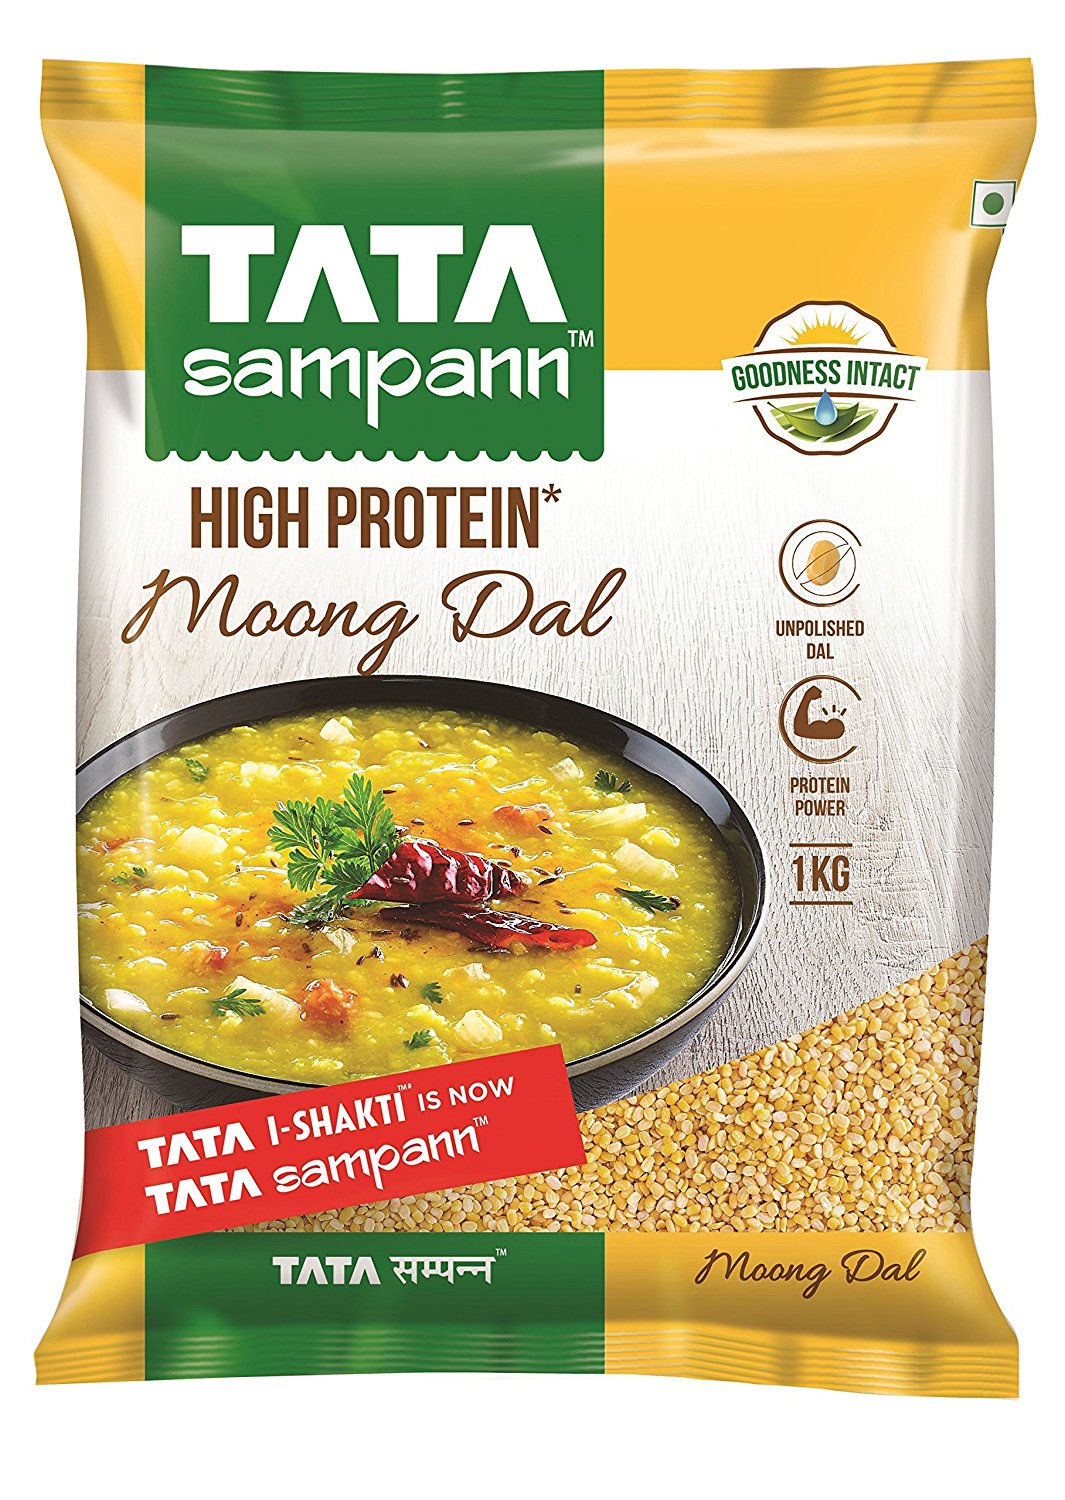 TATA
sampann™
GOODNESS INTACT
HIGH PROTEIN*
Moong Dal
UNPOLISHED
DAL
PROTEIN
POWER
1KG
TATA I-SHAKTI™# IS NOW
TATA sampann™
TATA सम्पन्न™
Moong Dal